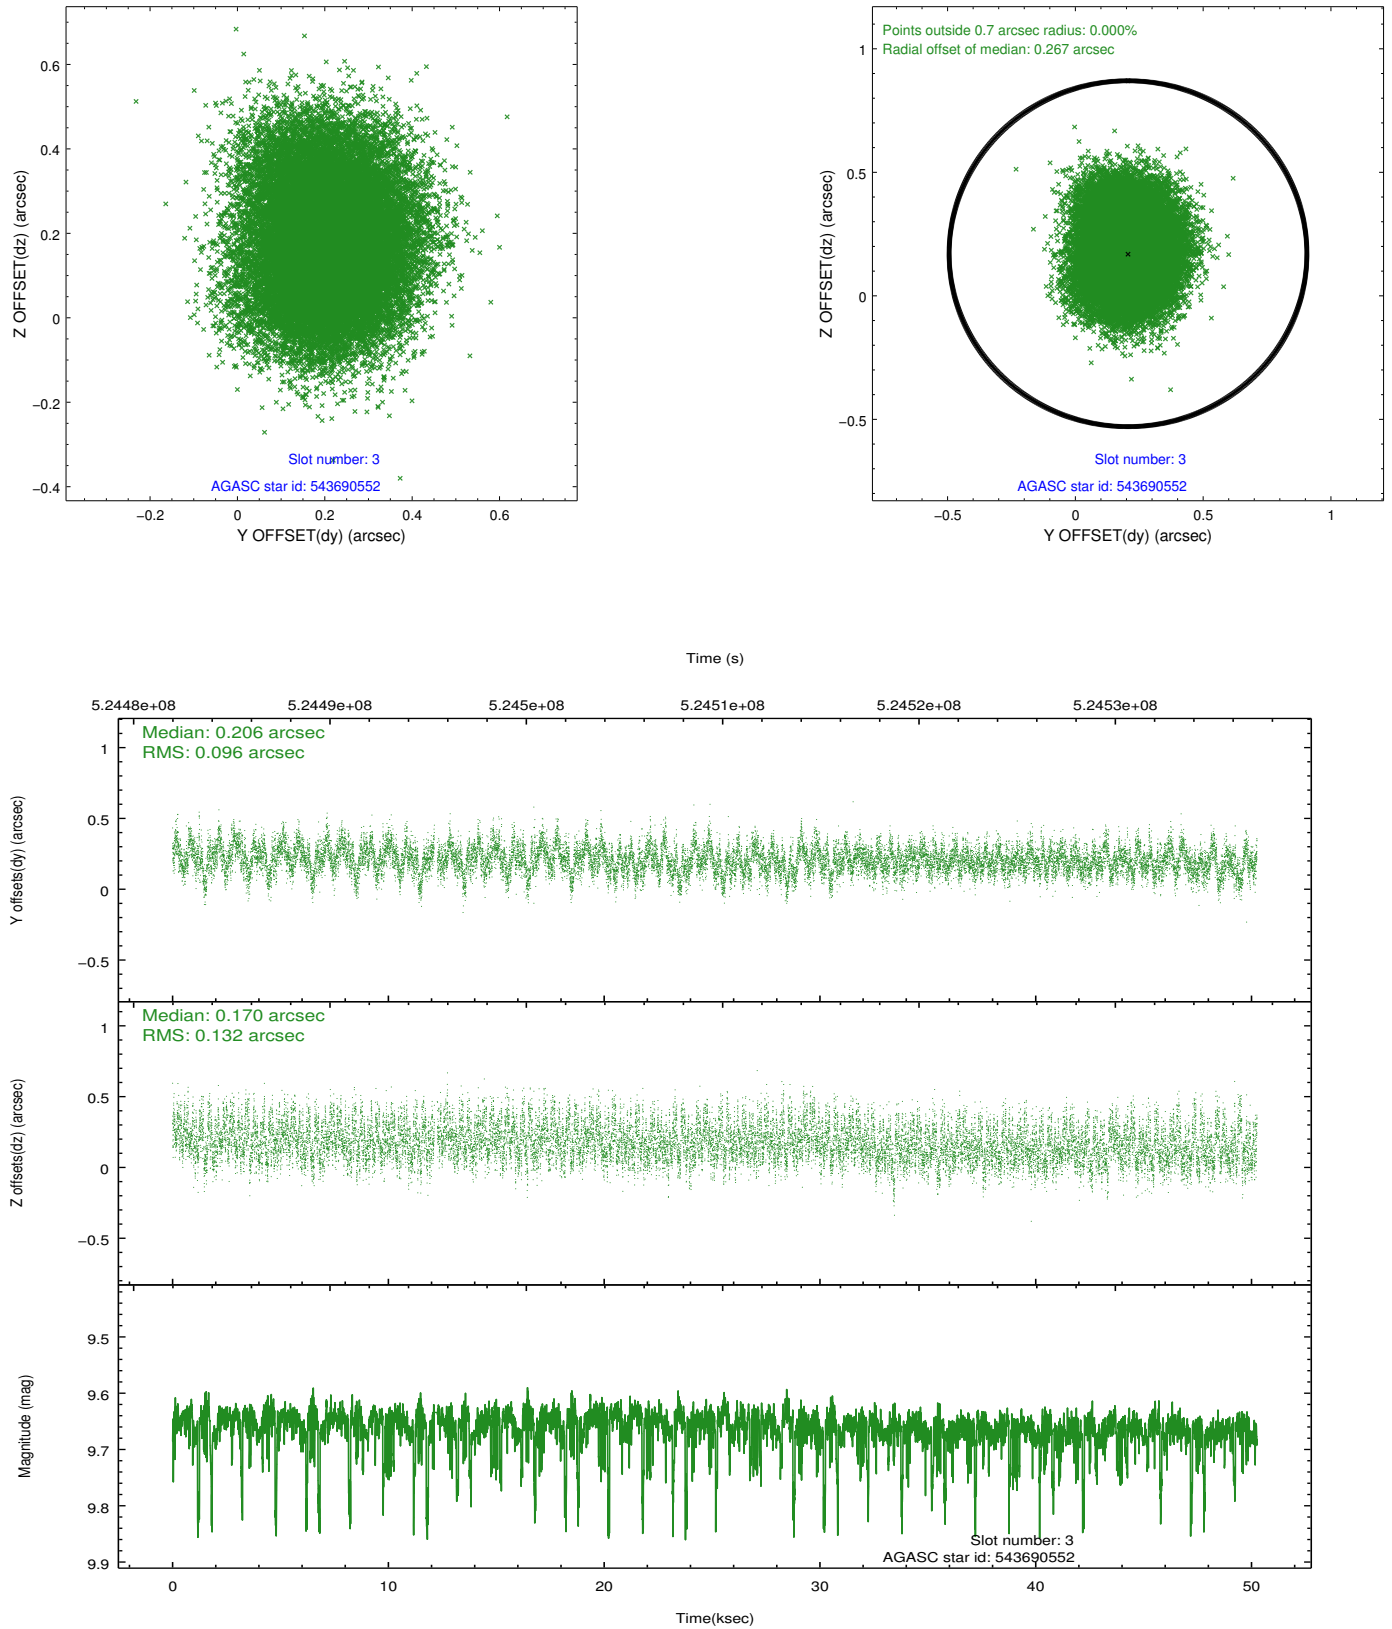 0.6
0.4
0.2
0
−0.2
−0.4
Z OFFSET(dz) (arcsec)
Slot number: 3
AGASC star id: 543690552
−0.2 0 0.2 0.4 0.6
Y OFFSET(dy) (arcsec)
Points outside 0.7 arcsec radius: 0.000%
Radial offset of median: 0.267 arcsec
1
0.5
0
−0.5
Z OFFSET(dz) (arcsec)
Slot number: 3
AGASC star id: 543690552
−0.5 0 0.5 1
Y OFFSET(dy) (arcsec)
Time (s)
5.2448e+08 5.2449e+08 5.245e+08 5.2451e+08 5.2452e+08 5.2453e+08
Median: 0.206 arcsec
RMS: 0.096 arcsec
1
0.5
0
−0.5
Y offsets(dy) (arcsec)
Median: 0.170 arcsec
RMS: 0.132 arcsec
1
0.5
0
−0.5
Z offsets(dz) (arcsec)
9.5
9.6
9.7
9.8
9.9
Magnitude (mag)
Slot number: 3
AGASC star id: 543690552
0 10 20 30 40 50
Time(ksec)